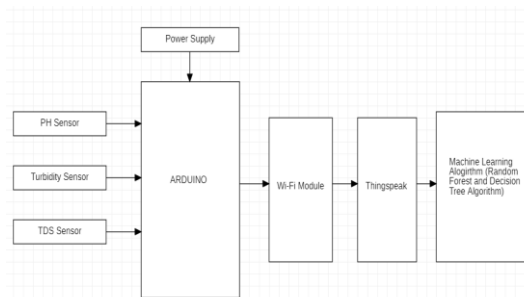 Power Supply
PH Sensor
Turbidity Sensor
TDS Sensor
ARDUINO
Wi-Fi Module
Thingspeak
Machine Learning
Alogirthm (Random
Forest and Decision
Tree Algorithm)